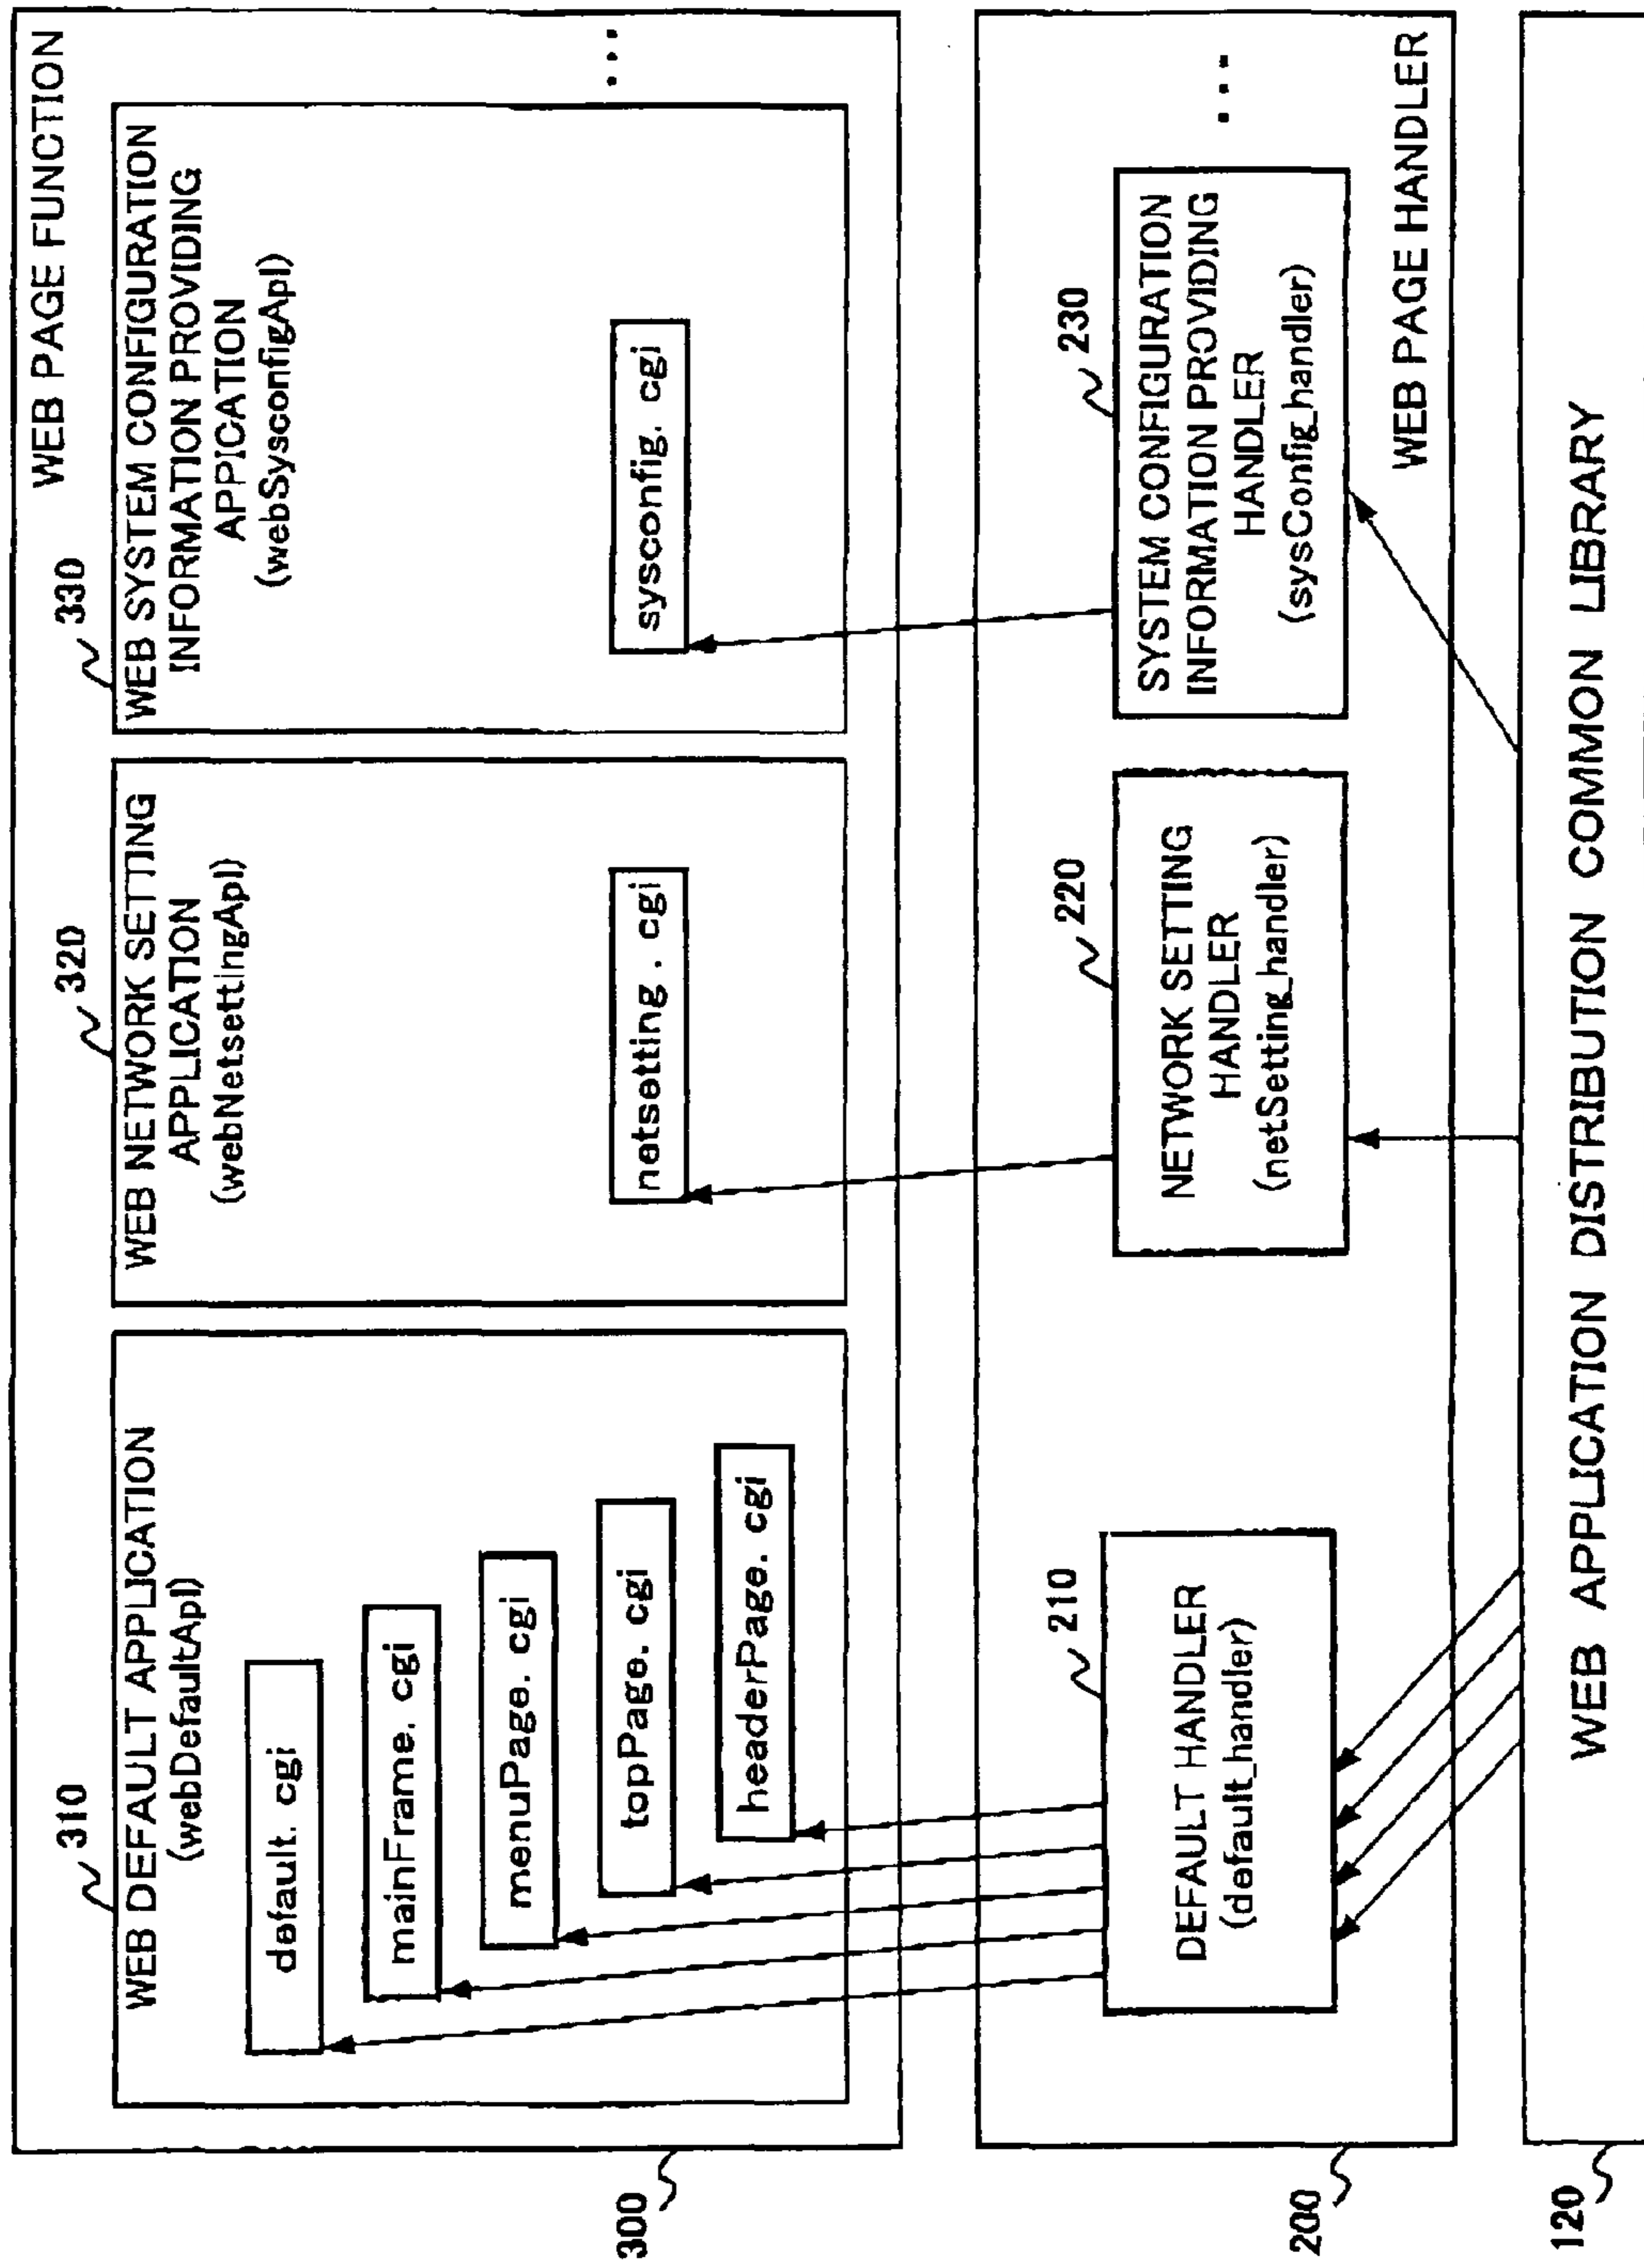 WEB PAGE FUNCTION
310
WEB DEFAULT APPLICATION
(webDefaultApl)
default. cgi
mainFrame. cgi
menuPage. cgi
topPage. cgi
headerPage. cgi
320
WEB NETWORK SETTING
APPLICATION
(webNetsettingApl)
netsetting . cgi
330
WEB SYSTEM CONFIGURATION
INFORMATION PROVIDING
APPICATION
(webSysconfigApl)
sysconfig. cgi
...
300
210
DEFAULT HANDLER
(default_handler)
220
NETWORK SETTING
HANDLER
(netSetting_handler)
230
SYSTEM CONFIGURATION
INFORMATION PROVIDING
HANDLER
(sysConfig_handler)
...
WEB PAGE HANDLER
200
WEB APPLICATION DISTRIBUTION COMMON LIBRARY
120